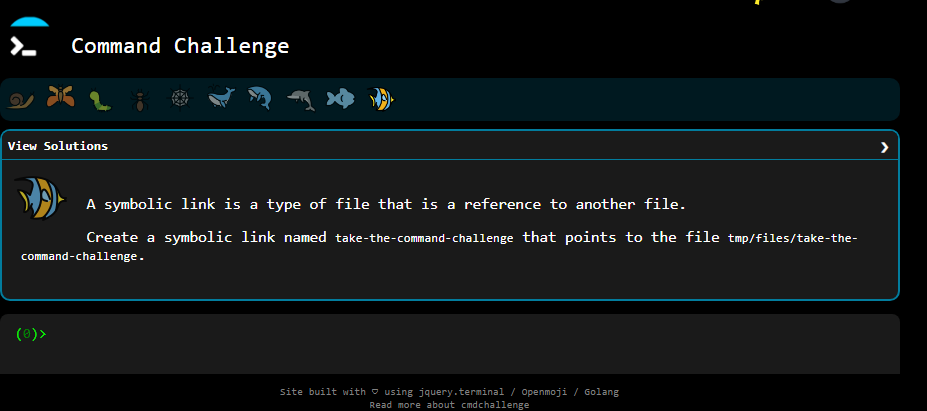 Command Challenge
View Solutions
A symbolic link is a type of file that is a reference to another file.
Create a symbolic link named take-the-command-challenge that points to the file tmp/files/take-the-
command-challenge.
(0)>
Site built with ♡ using jquery.terminal / Openmoji / Golang
Read more about cmdchallenge